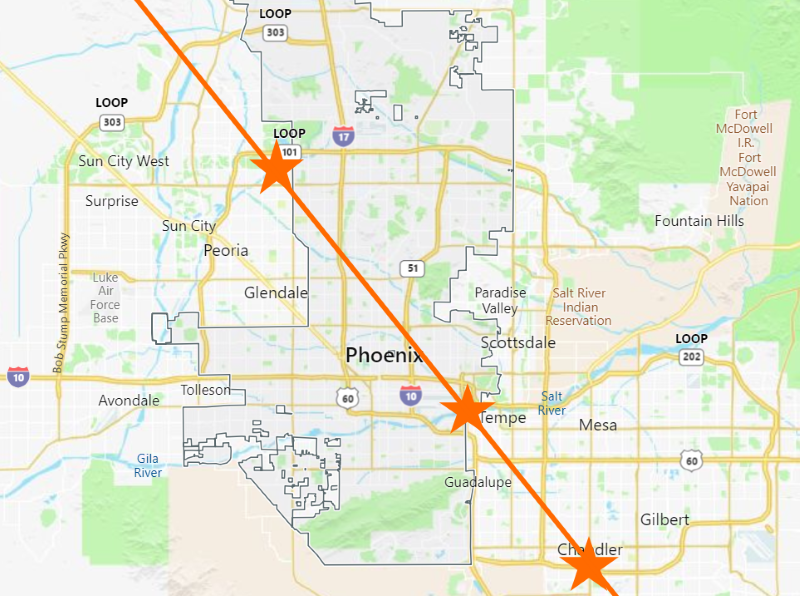 LOOP
303
LOOP
303
LOOP
101
17
Sun City West
Surprise
Sun City
Peoria
Bob Stump Memorial Pkwy
Luke
Air
Force
Base
Glendale
51
Fort
McDowell
I.R.
Fort
McDowell
Yavapai
Nation
Fountain Hills
Paradise
Valley
Salt River
Indian
Reservation
Scottsdale
LOOP
202
Phoenix
10
Tolleson
Avondale
60
10
Salt
River
Tempe
Mesa
Gila
River
60
Guadalupe
Gilbert
Chandler